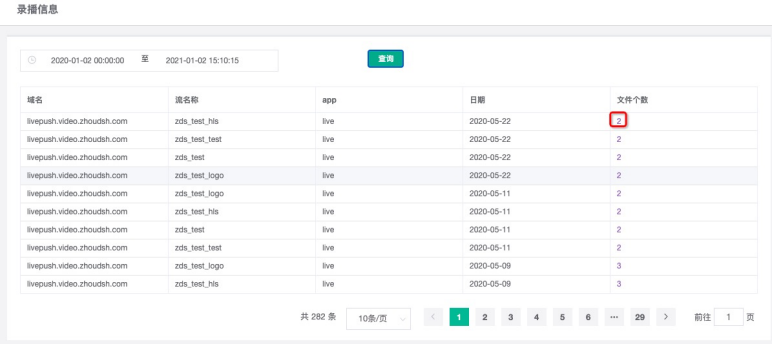 录播信息
2020-01-02 00:00:00 至 2021-01-02 15:10:15 查询
域名 流名称 app 日期 文件个数
livepush.video.zhoudsh.com zds_test_hls live 2020-05-22 2
livepush.video.zhoudsh.com zds_test_test live 2020-05-22 2
livepush.video.zhoudsh.com zds_test live 2020-05-22 2
livepush.video.zhoudsh.com zds_test_logo live 2020-05-22 2
livepush.video.zhoudsh.com zds_test_logo live 2020-05-11 2
livepush.video.zhoudsh.com zds_test_hls live 2020-05-11 2
livepush.video.zhoudsh.com zds_test live 2020-05-11 2
livepush.video.zhoudsh.com zds_test_test live 2020-05-11 2
livepush.video.zhoudsh.com zds_test_logo live 2020-05-09 3
livepush.video.zhoudsh.com zds_test_hls live 2020-05-09 3
共 282 条 10条/页 < 1 2 3 4 5 6 ··· 29 > 前往 1 页